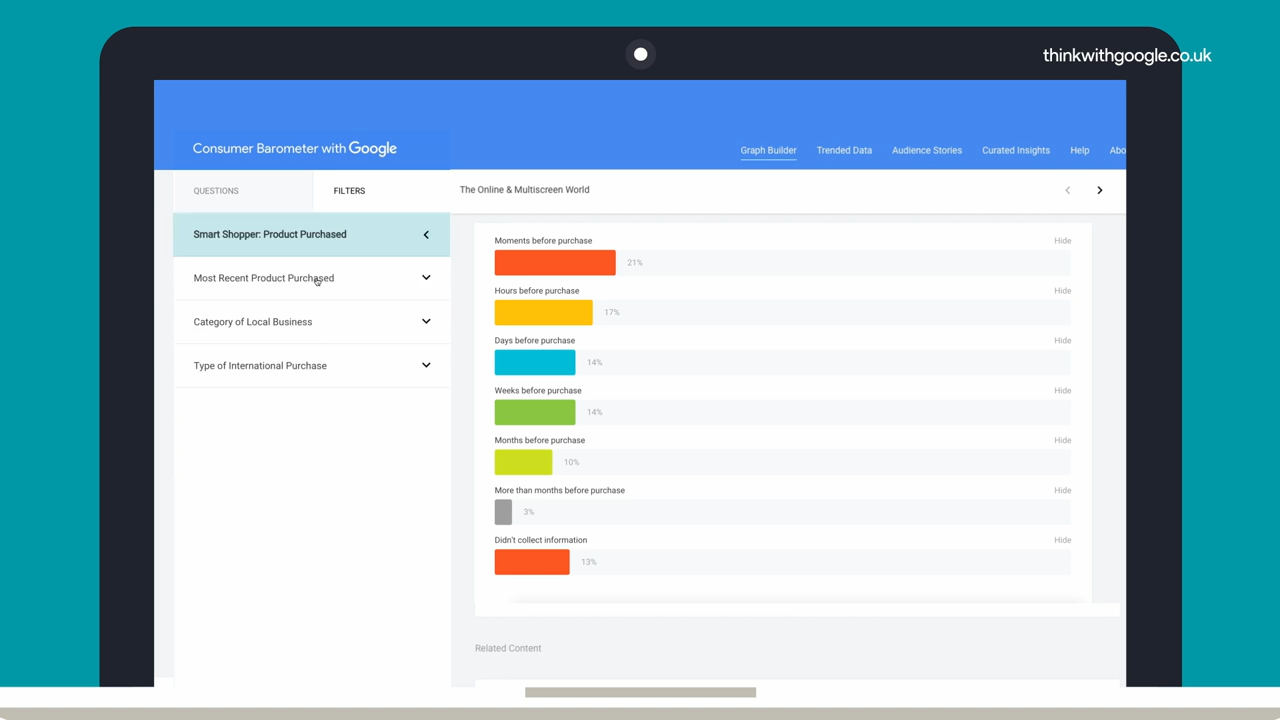 thinkwithgoogle.co.uk
Consumer Barometer with Google
Graph Builder
Trended Data
Audience Stories
Curated Insights
Help
Abo
QUESTIONS
FILTERS
The Online & Multiscreen World
Smart Shopper: Product Purchased
Most Recent Product Purchased
Category of Local Business
Type of International Purchase
Moments before purchase
Hide
21%
Hours before purchase
Hide
17%
Days before purchase
Hide
14%
Weeks before purchase
Hide
14%
Months before purchase
Hide
10%
More than months before purchase
Hide
3%
Didn't collect information
Hide
13%
Related Content